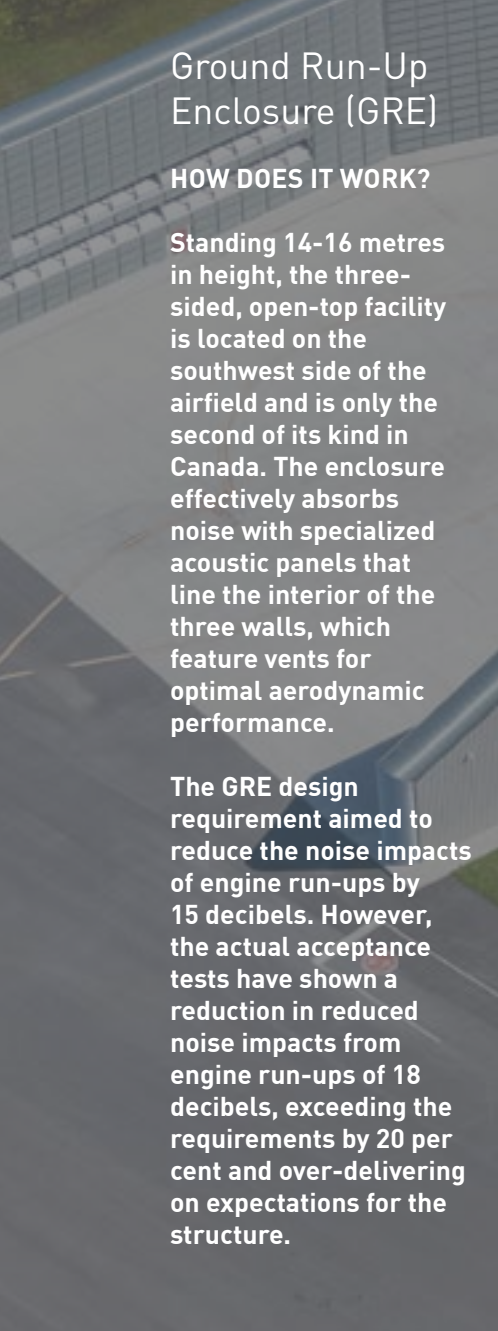 Ground Run-Up
Enclosure (GRE)
HOW DOES IT WORK?
Standing 14-16 metres
in height, the three-
sided, open-top facility
is located on the
southwest side of the
airfield and is only the
second of its kind in
Canada. The enclosure
effectively absorbs
noise with specialized
acoustic panels that
line the interior of the
three walls, which
feature vents for
optimal aerodynamic
performance.
The GRE design
requirement aimed to
reduce the noise impacts
of engine run-ups by
15 decibels. However,
the actual acceptance
tests have shown a
reduction in reduced
noise impacts from
engine run-ups of 18
decibels, exceeding the
requirements by 20 per
cent and over-delivering
on expectations for the
structure.